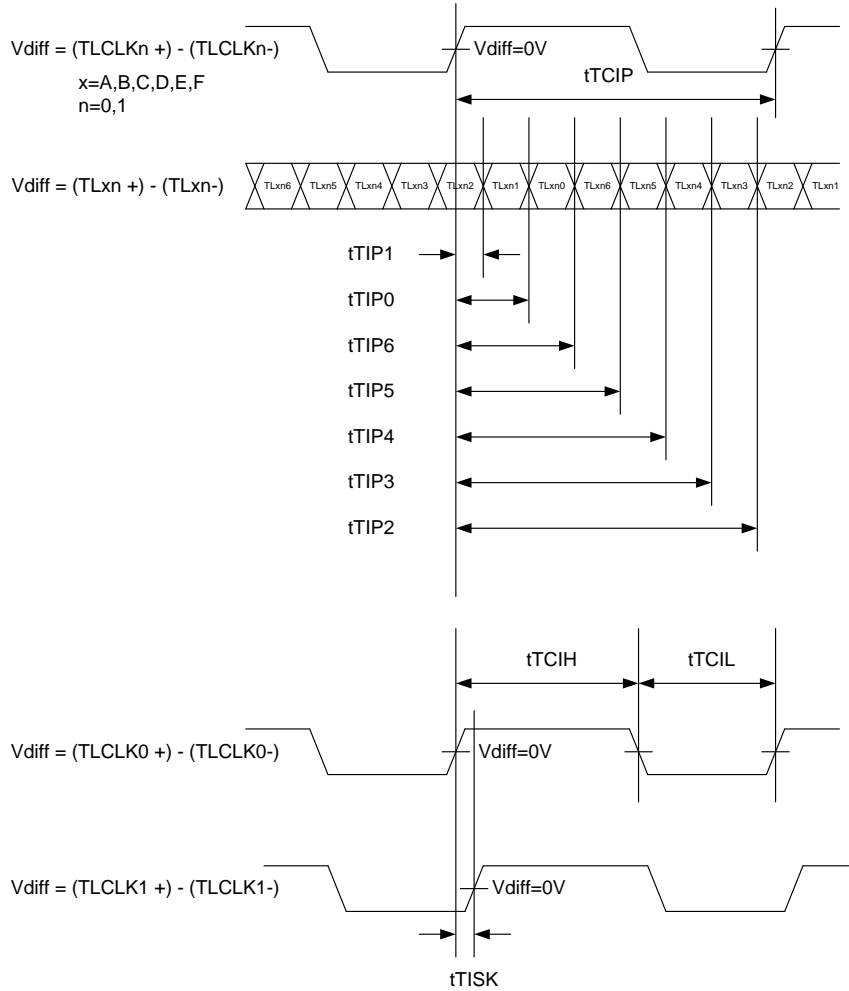 Vdiff = (TLCLKn +) - (TLCLKn-)
Vdiff=0V
x=A,B,C,D,E,F
n=0,1
tTCIP
Vdiff = (TLxn +) - (TLxn-)
TLxn6 TLxn5 TLxn4 TLxn3 TLxn2 TLxn1 TLxn0 TLxn6 TLxn5 TLxn4 TLxn3 TLxn2 TLxn1
tTIP1
tTIP0
tTIP6
tTIP5
tTIP4
tTIP3
tTIP2
tTCIH tTCIL
Vdiff = (TLCLK0 +) - (TLCLK0-)
Vdiff=0V
Vdiff = (TLCLK1 +) - (TLCLK1-)
Vdiff=0V
tTISK